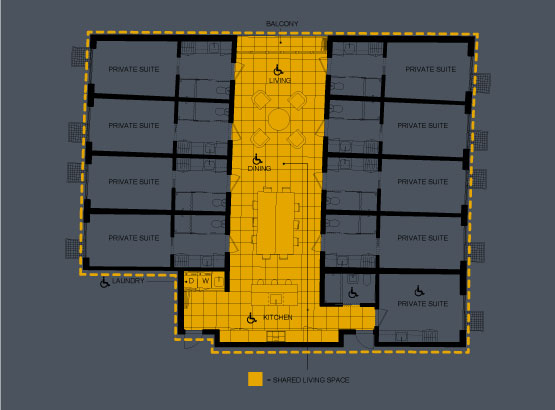 BALCONY
PRIVATE SUITE
PRIVATE SUITE
LIVING
PRIVATE SUITE
PRIVATE SUITE
DINING
PRIVATE SUITE
PRIVATE SUITE
PRIVATE SUITE
PRIVATE SUITE
LAUNDRY
D W
PRIVATE SUITE
KITCHEN
= SHARED LIVING SPACE